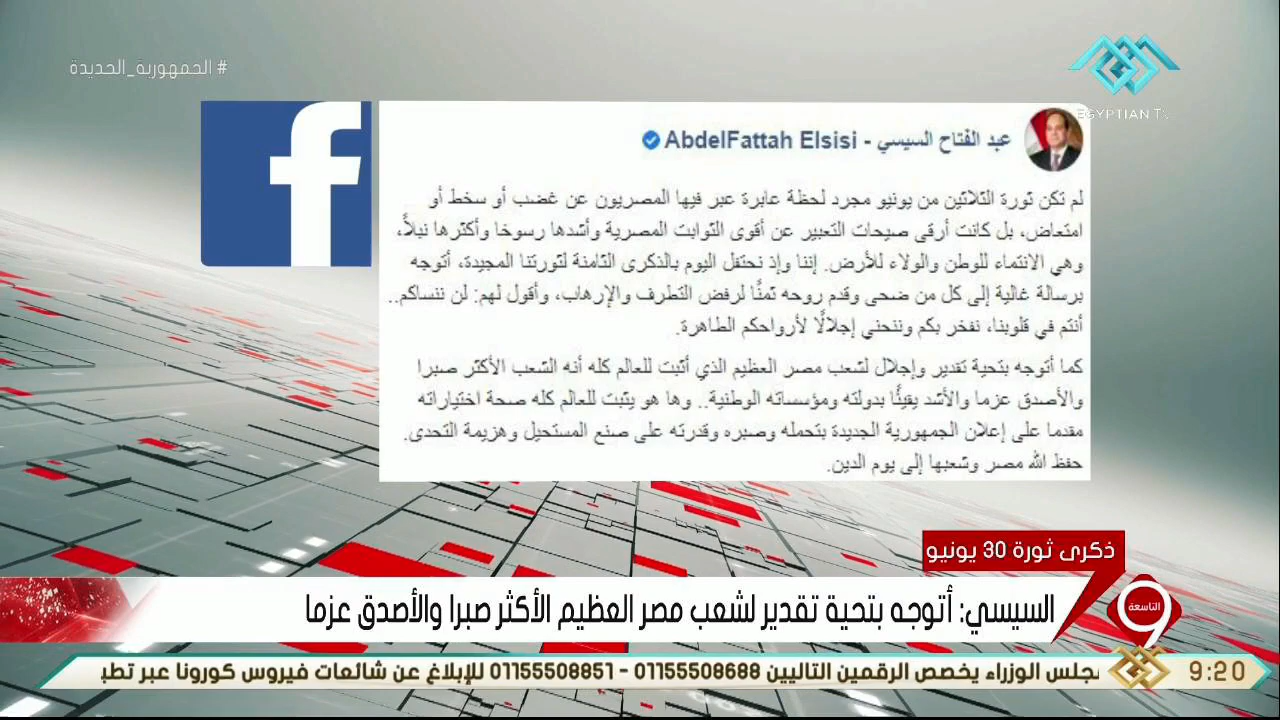 # الجمهورية_الجديدة
EGYPTIAN T
عبد الفتاح السيسي - AbdelFattah Elsisi
لم تكن ثورة الثلاثين من يونيو مجرد لحظة عابرة عبر فيها المصريون عن غضب أو سخط أو
امتعاض، بل كانت أرقى صيحات التعبير عن أقوى الثوابت المصرية وأشدها رسوخًا وأكثرها نبلاً،
وهي الانتماء للوطن والولاء للأرض. إننا وإذ نحتفل اليوم بالذكرى الثامنة لثورتنا المجيدة، أتوجه
برسالة غالية إلى كل من ضحى وقدم روحه ثمنًا لرفض التطرف والإرهاب، وأقول لهم: لن ننساكم..
أنتم في قلوبنا، نفخر بكم وننحني إجلالًا لأرواحكم الطاهرة.
كما أتوجه بتحية تقدير وإجلال لشعب مصر العظيم الذي أثبت للعالم كله أنه الشعب الأكثر صبرا
والأصدق عزما والأشد يقينًا بدولته ومؤسساته الوطنية.. وها هو يثبت للعالم كله صحة اختياراته
مقدما على إعلان الجمهورية الجديدة بتحمله وصبره وقدرته على صنع المستحيل وهزيمة التحدى.
حفظ الله مصر وشعبها إلى يوم الدين.
ذكرى ثورة 30 يونيو
السيسي: أتوجه بتحية تقدير لشعب مصر العظيم الأكثر صبرا والأصدق عزما
التاسعة
9
مجلس الوزراء يخصص الرقمين التاليين 01155508688 - 01155508851 للإبلاغ عن شائعات فيروس كورونا عبر تطب
9:20